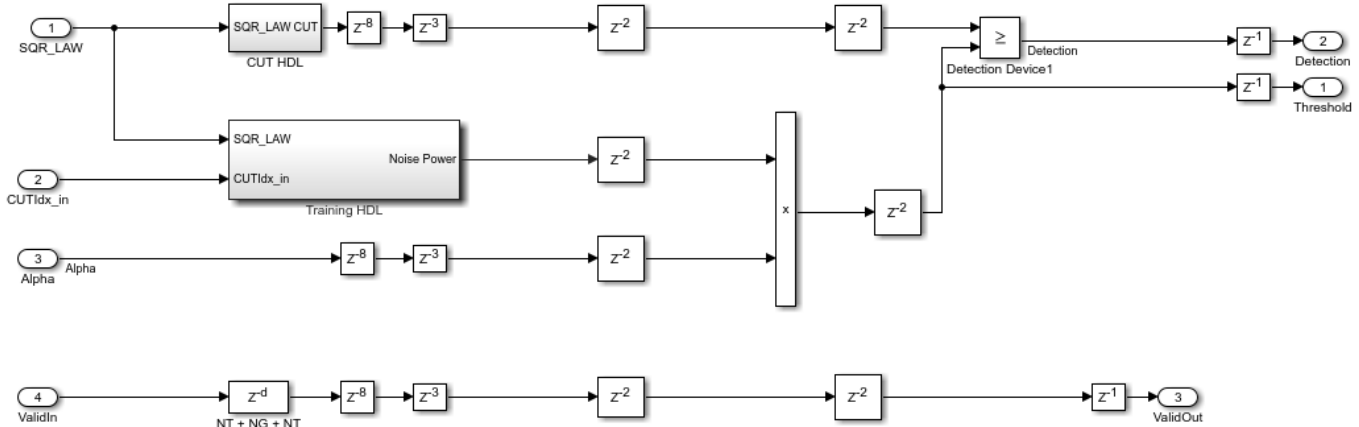 1
SQR_LAW
SQR_LAW CUT
CUT HDL
Z-8
Z-3
Z-2
Z-2
≥
Detection
Detection Device1
Z-1
2
Detection
Z-1
1
Threshold
SQR_LAW
Noise Power
CUTIdx_in
Training HDL
2
CUTIdx_in
Z-2
x
Z-2
3
Alpha
Alpha
Z-8
Z-3
Z-2
4
ValidIn
Z-d
NT + NG + NT
Z-8
Z-3
Z-2
Z-2
Z-1
3
ValidOut